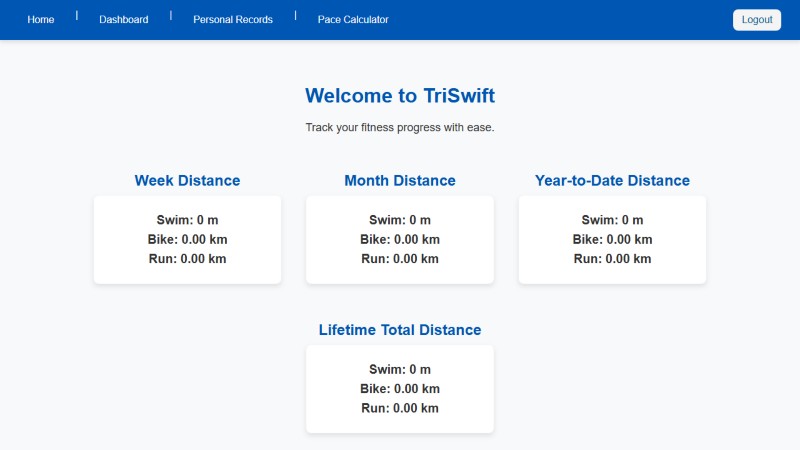 Home | Dashboard | Personal Records | Pace Calculator Logout
Welcome to TriSwift
Track your fitness progress with ease.
Week Distance Month Distance Year-to-Date Distance
Swim: 0 m Swim: 0 m Swim: 0 m
Bike: 0.00 km Bike: 0.00 km Bike: 0.00 km
Run: 0.00 km Run: 0.00 km Run: 0.00 km
Lifetime Total Distance
Swim: 0 m
Bike: 0.00 km
Run: 0.00 km